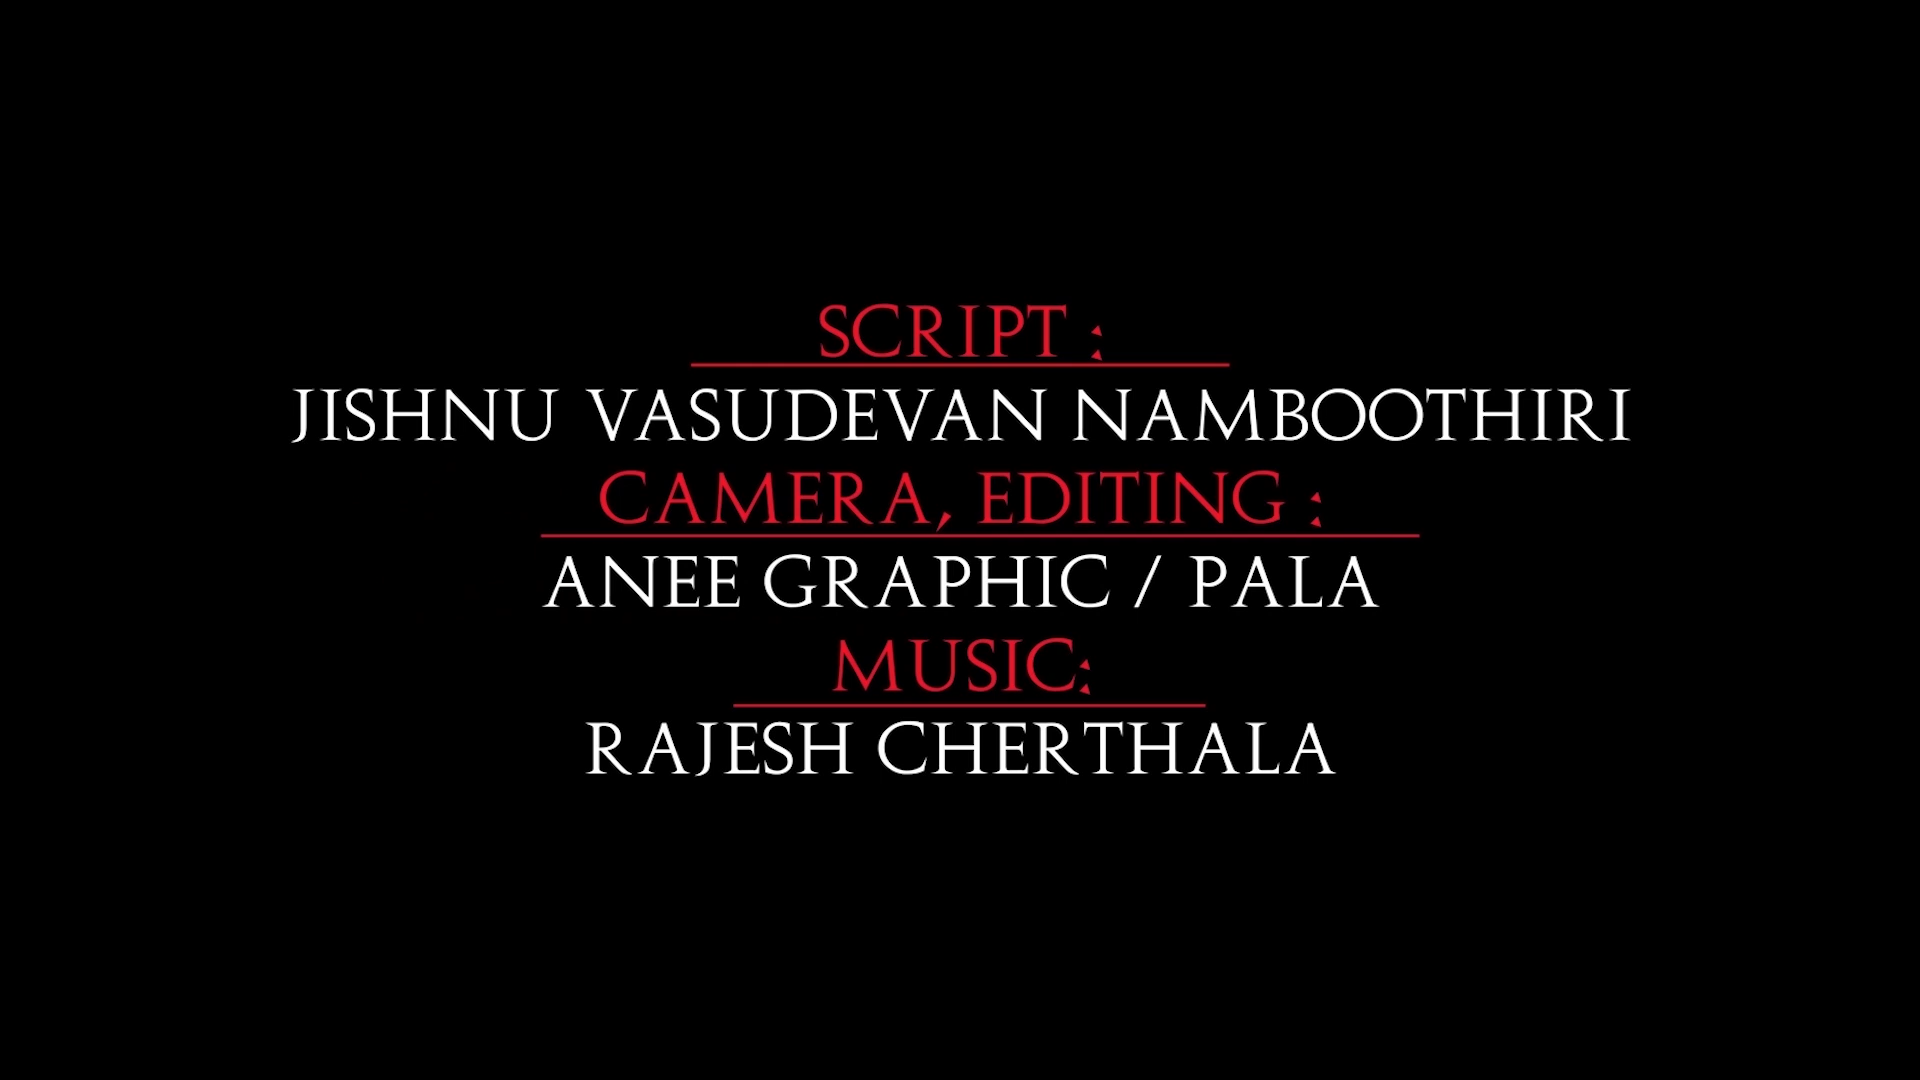 SCRIPT :
JISHNU VASUDEVAN NAMBOOTHIRI
CAMERA, EDITING :
ANEE GRAPHIC / PALA
MUSIC:
RAJESH CHERTHALA